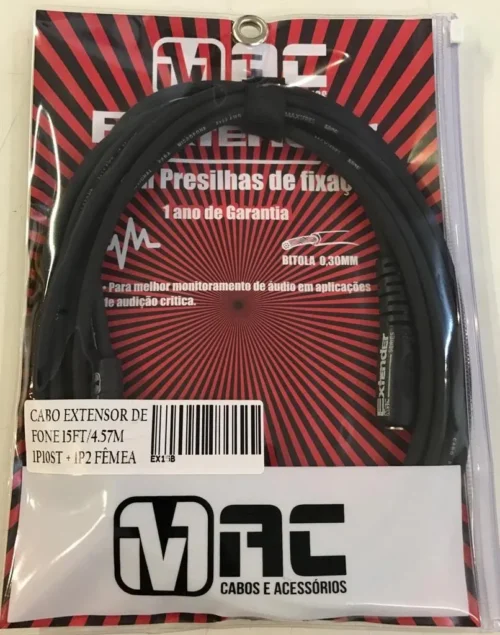 MAC
Presilhas de fixaç
1 ano de Garantia
BITOLA 0,30MM
• Para melhor monitoramento de áudio em aplicações
de audição crítica.
Extender
CABO EXTENSOR DE
FONE 15FT/4.57M
1P10ST + 1P2 FÊMEA
MAC
CABOS E ACESSÓRIOS